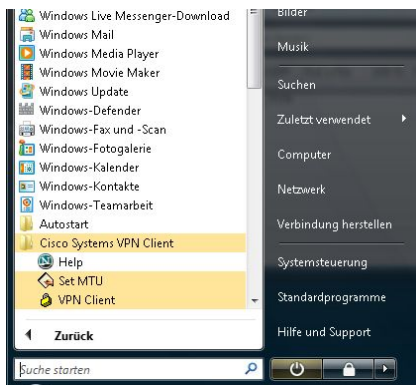 Windows Live Messenger-Download
Windows Mail
Windows Media Player
Windows Movie Maker
Windows Update
Windows-Defender
Windows-Fax und -Scan
Windows-Fotogalerie
Windows-Kalender
Windows-Kontakte
Windows-Teamarbeit
Autostart
Cisco Systems VPN Client
Help
Set MTU
VPN Client
Zurück
Suche starten
Bilder
Musik
Suchen
Zuletzt verwendet
Computer
Netzwerk
Verbindung herstellen
Systemsteuerung
Standardprogramme
Hilfe und Support